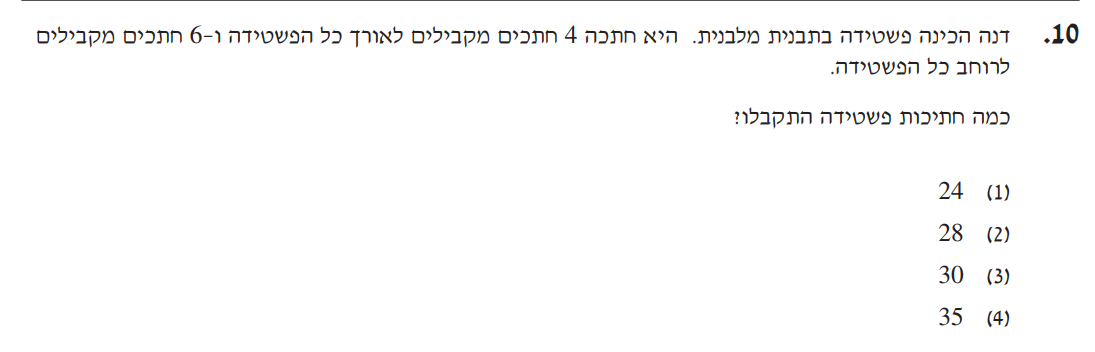 10. דנה הכינה פשטידה בתבנית מלבנית. היא חתכה 4 חתכים מקבילים לאורך כל הפשטידה ו-6 חתכים מקבילים
לרוחב כל הפשטידה.
כמה חתיכות פשטידה התקבלו?
(1) 24
(2) 28
(3) 30
(4) 35